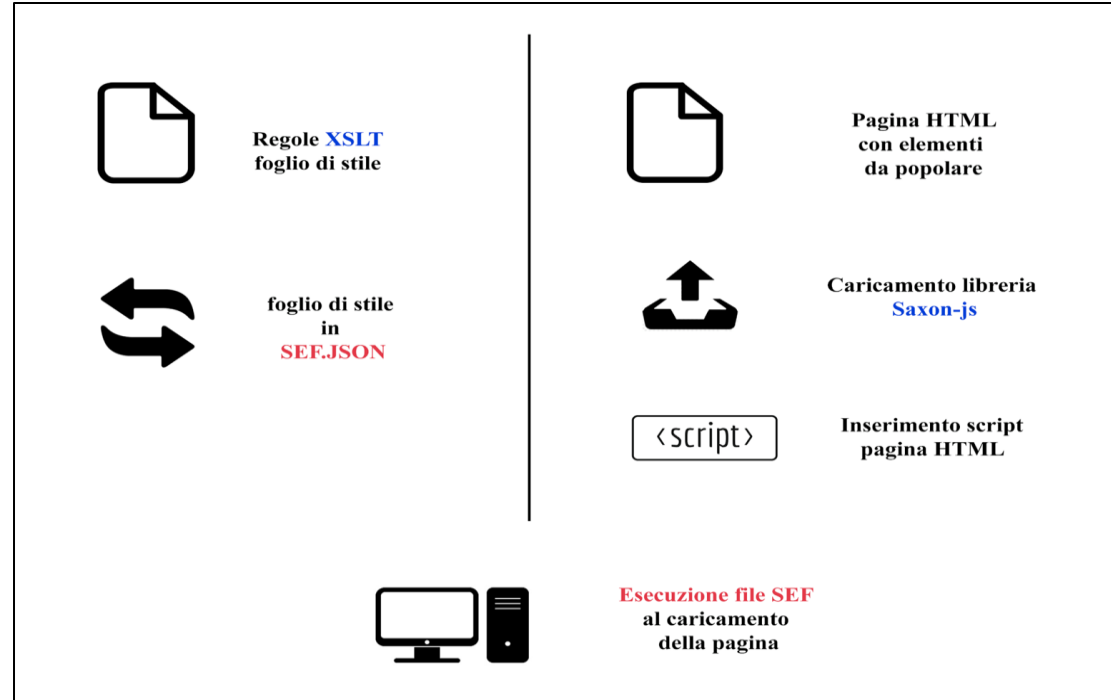 Regole XSLT
foglio di stile
foglio di stile
in
SEF.JSON
Pagina HTML
con elementi
da popolare
Caricamento libreria
Saxon-js
<script>
Inserimento script
pagina HTML
Esecuzione file SEF
al caricamento
della pagina